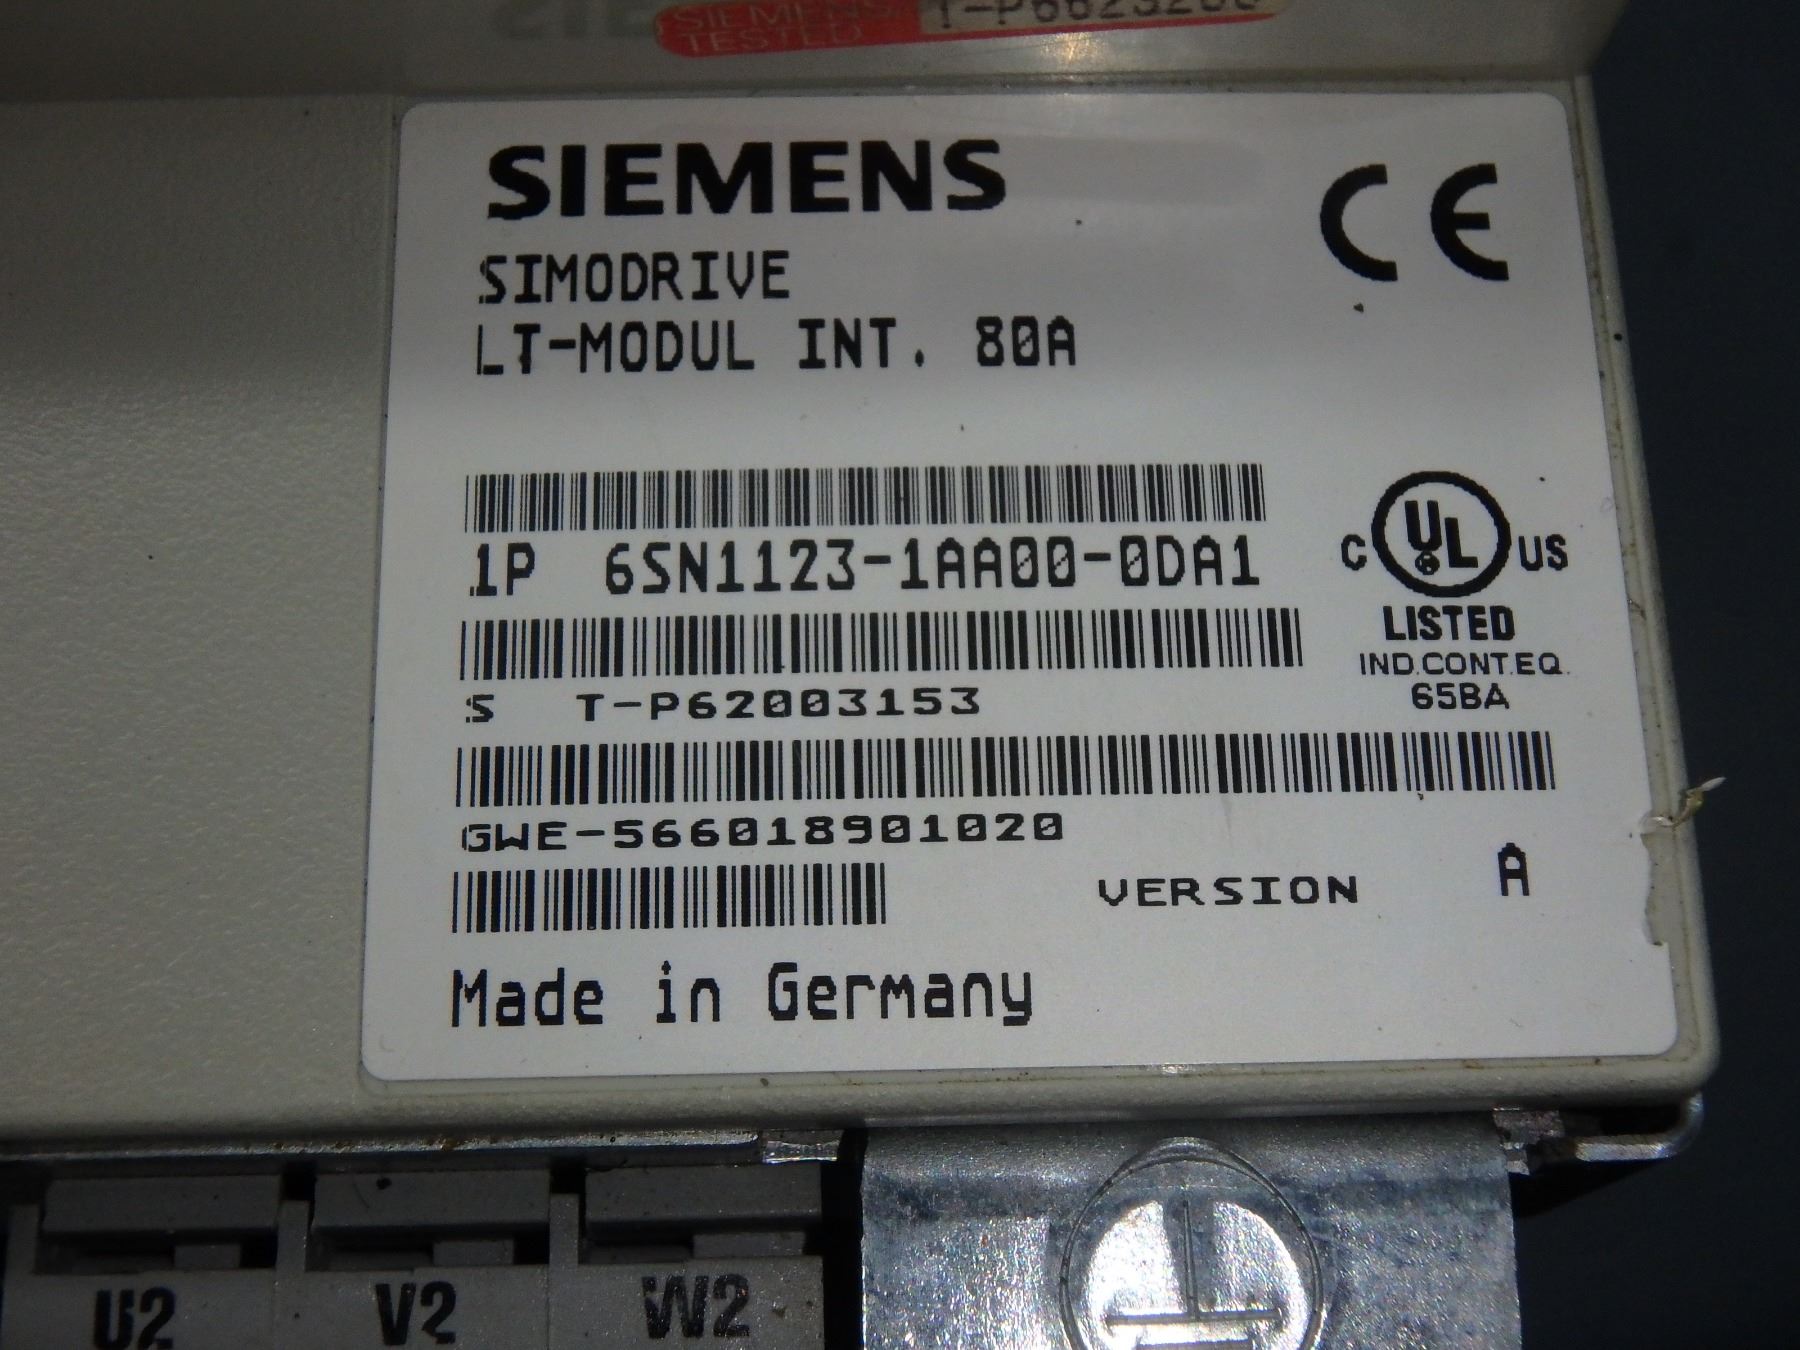 SIEMENS
TESTED
SIEMENS
CE
SIMODRIVE
LT-MODUL INT. 80A
1P 6SN1123-1AA00-0DA1
C UL US
LISTED
IND.CONT.EQ.
65BA
S T-P62003153
GWE-566018901020
VERSION A
Made in Germany
U2 V2 W2